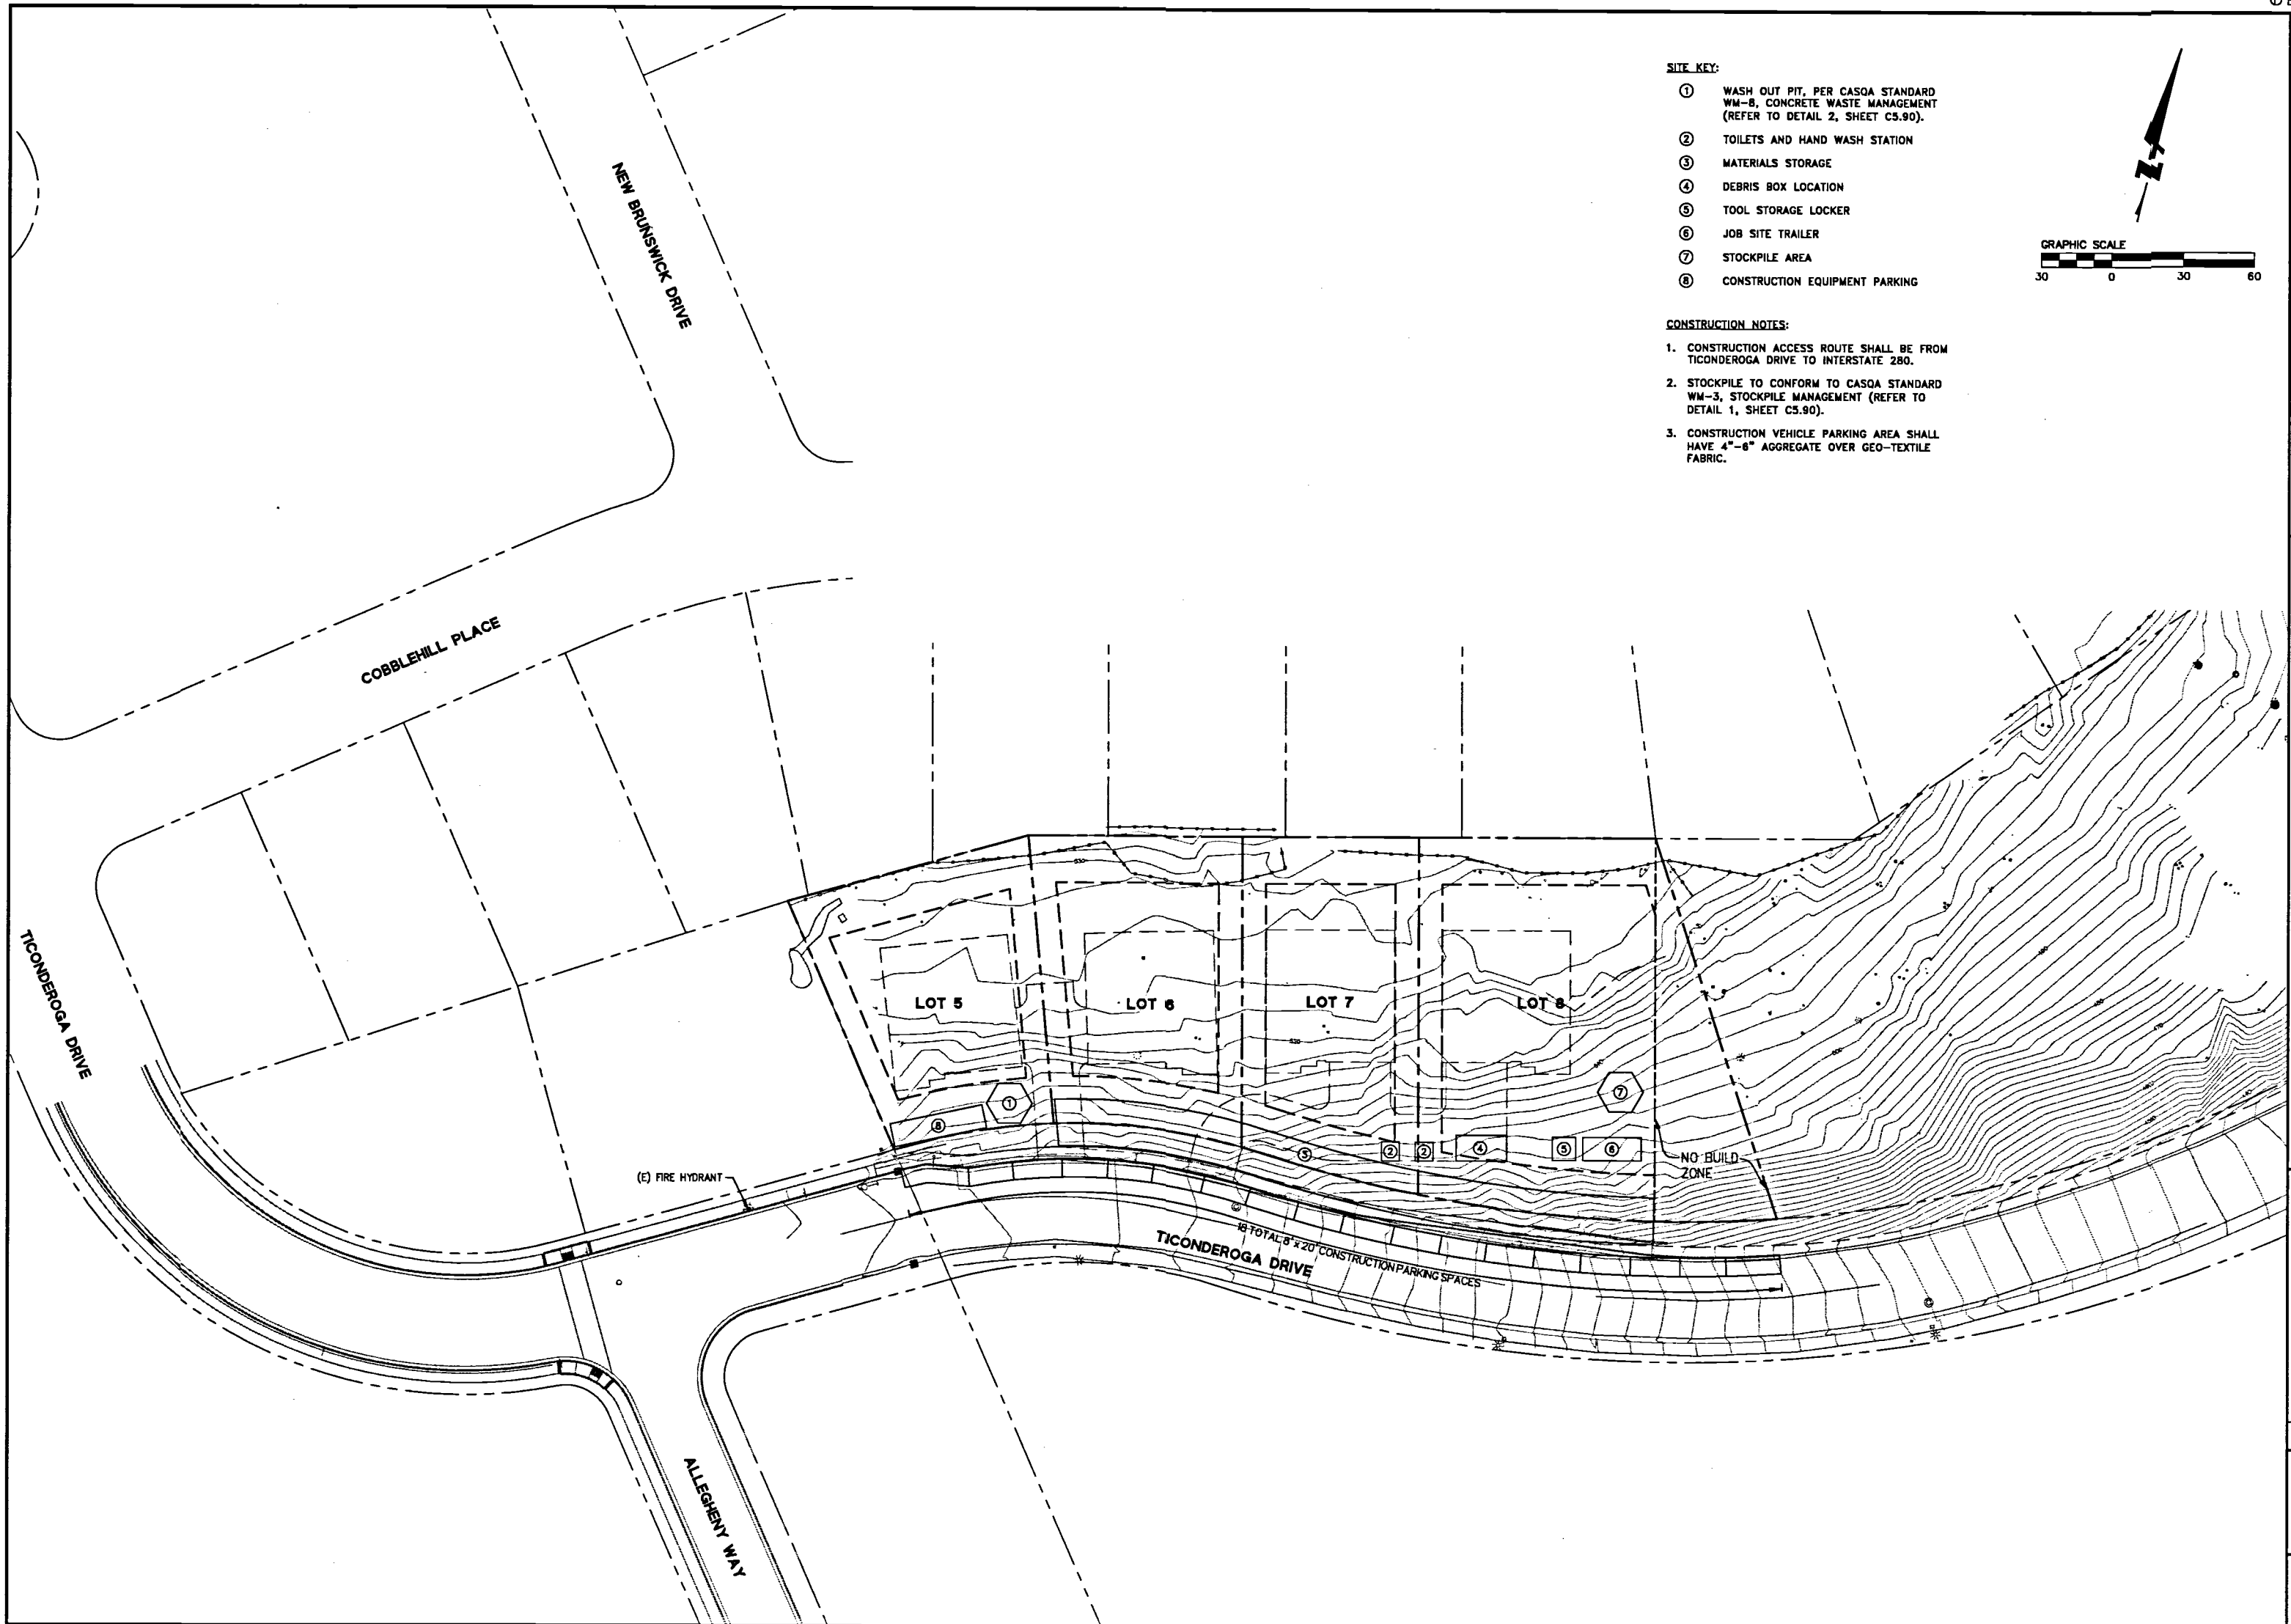 SITE KEY:
① WASH OUT PIT, PER CASQA STANDARD
WM-8, CONCRETE WASTE MANAGEMENT
(REFER TO DETAIL 2, SHEET C5.90).
② TOILETS AND HAND WASH STATION
③ MATERIALS STORAGE
④ DEBRIS BOX LOCATION
⑤ TOOL STORAGE LOCKER
⑥ JOB SITE TRAILER
⑦ STOCKPILE AREA
⑧ CONSTRUCTION EQUIPMENT PARKING
CONSTRUCTION NOTES:
1. CONSTRUCTION ACCESS ROUTE SHALL BE FROM
TICONDEROGA DRIVE TO INTERSTATE 280.
2. STOCKPILE TO CONFORM TO CASQA STANDARD
WM-3, STOCKPILE MANAGEMENT (REFER TO
DETAIL 1, SHEET C5.90).
3. CONSTRUCTION VEHICLE PARKING AREA SHALL
HAVE 4"-6" AGGREGATE OVER GEO-TEXTILE
FABRIC.
N
GRAPHIC SCALE
30 0 30 60
NEW BRUNSWICK DRIVE
COBBLEHILL PLACE
TICONDEROGA DRIVE
530
LOT 5
LOT 6
LOT 7
LOT 8
520
① ⑦
⑧
③ ② ② ④ ⑤ ⑥
NO BUILD
ZONE
(E) FIRE HYDRANT
18 TOTAL 8' x 20' CONSTRUCTION PARKING SPACES
TICONDEROGA DRIVE
ALLEGHENY WAY